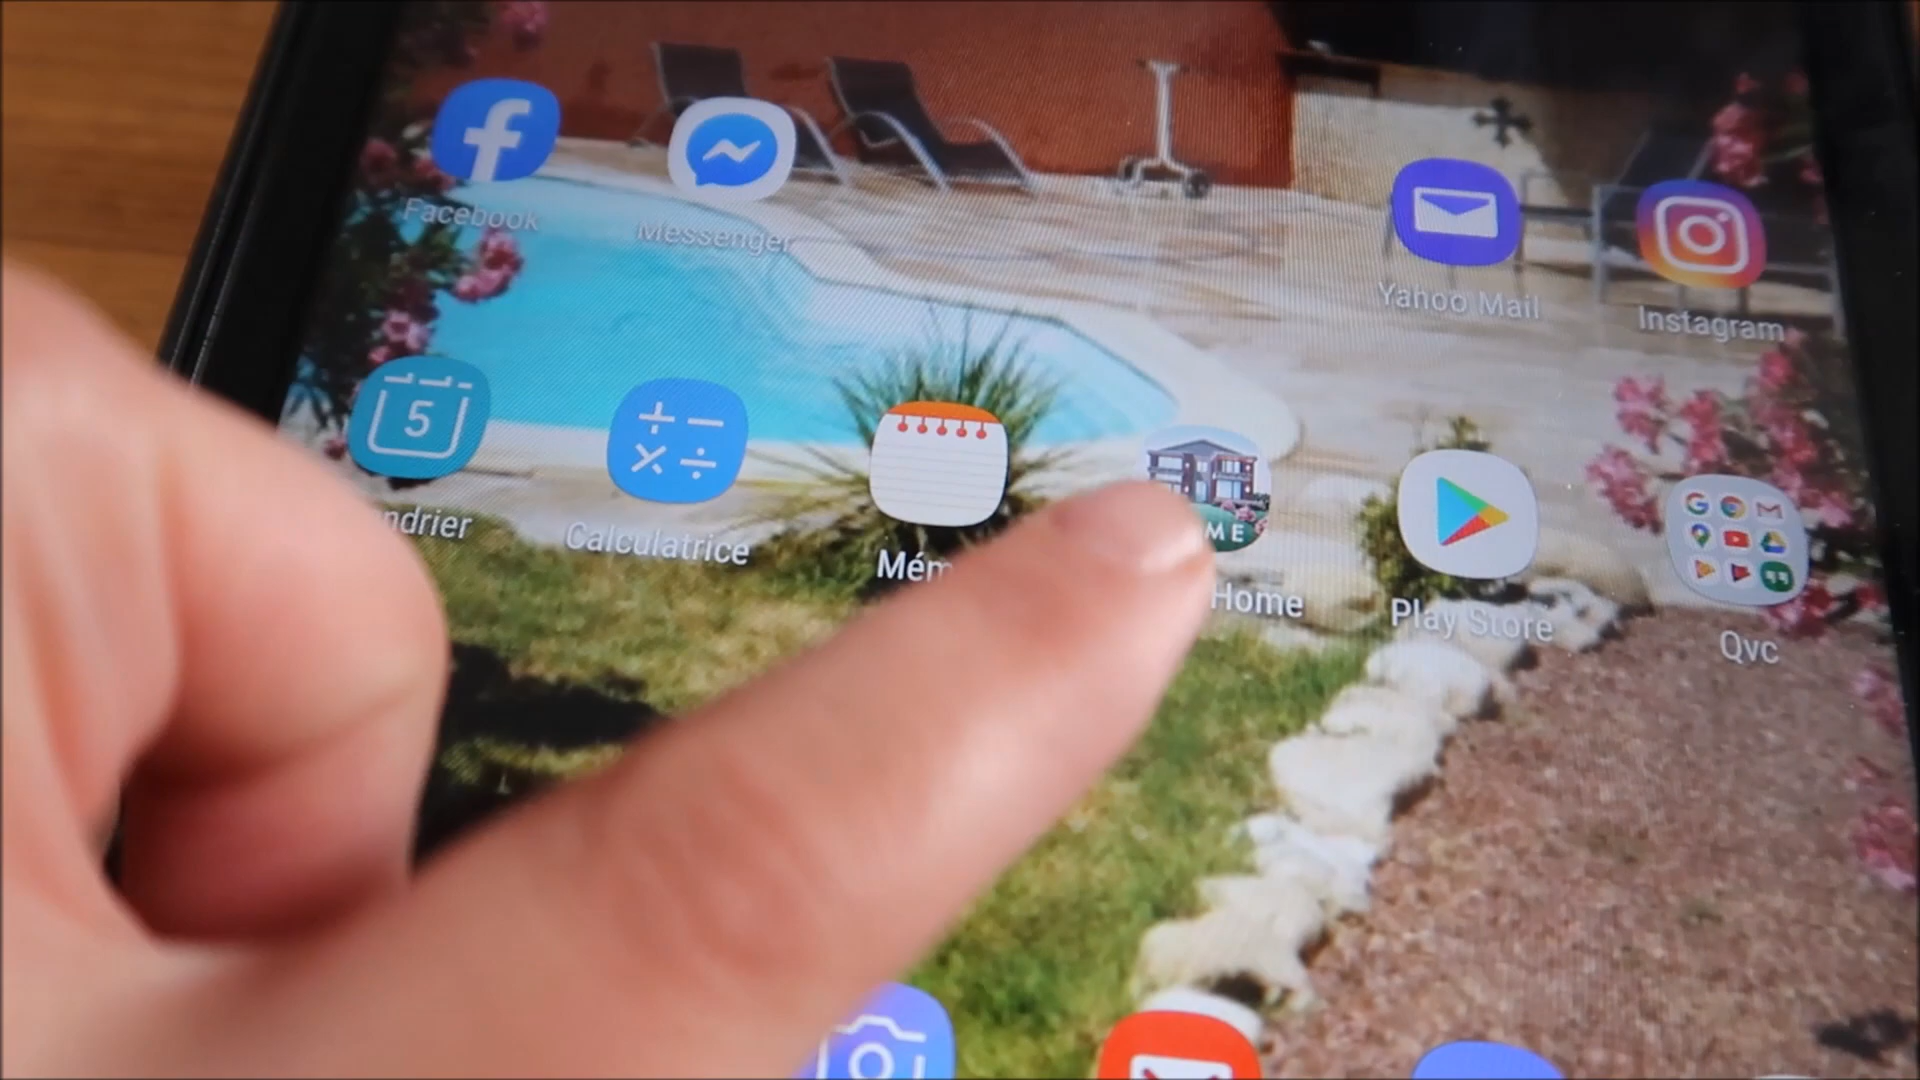 Facebook
Messenger
Yahoo Mail
Instagram
5
ndrier
Calculatrice
Mém
ME
Home
Play Store
Qvc